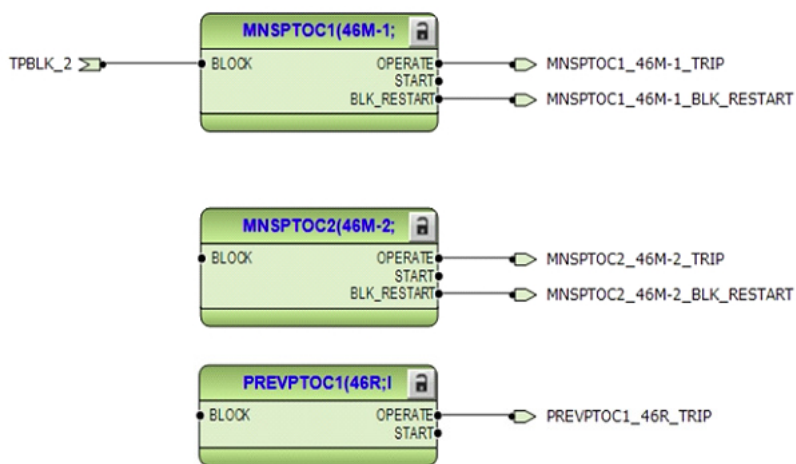 MNSPTOC1(46M-1;
TPBLK_2 BLOCK OPERATE MNSPTOC1_46M-1_TRIP
START
BLK_RESTART MNSPTOC1_46M-1_BLK_RESTART
MNSPTOC2(46M-2;
BLOCK OPERATE MNSPTOC2_46M-2_TRIP
START
BLK_RESTART MNSPTOC2_46M-2_BLK_RESTART
PREVPTOC1(46R;I
BLOCK OPERATE PREVPTOC1_46R_TRIP
START